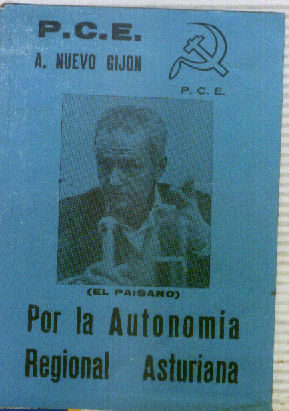 P.C.E.
A. NUEVO GIJON
P. C. E.
(EL PAISANO)
Por la Autonomia
Regional Asturiana